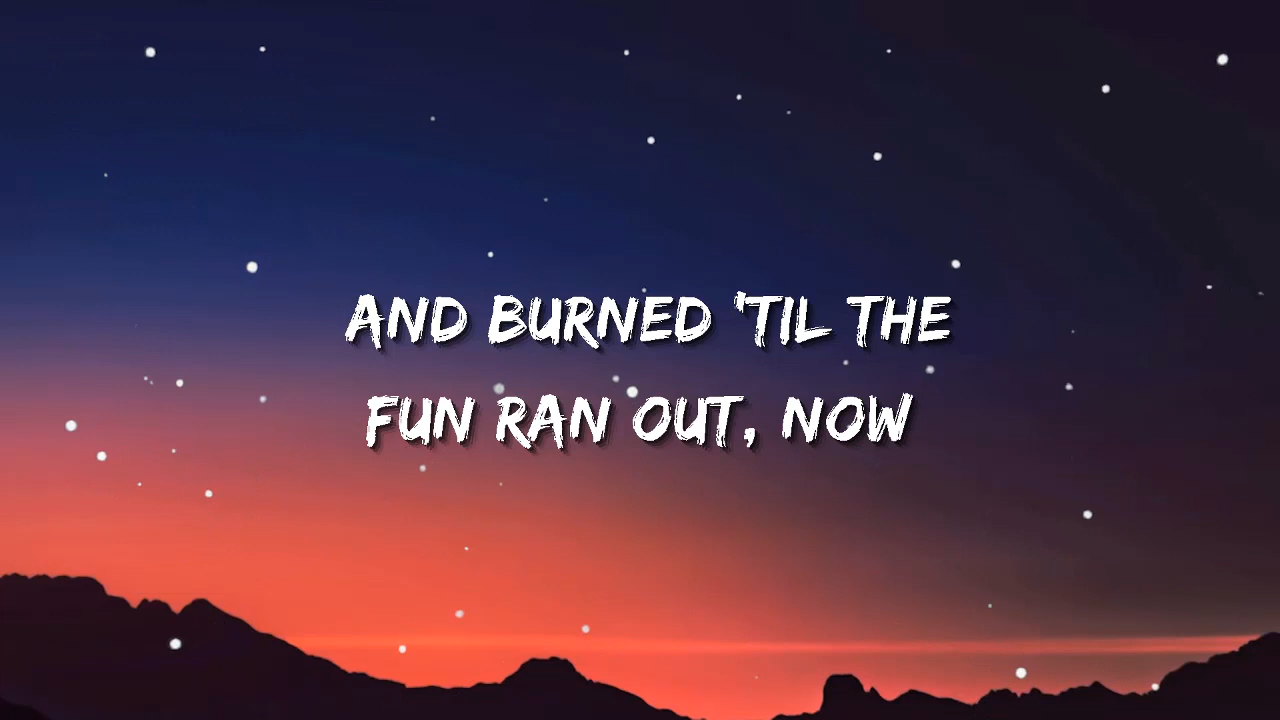 AND BURNED 'TIL THE
FUN RAN OUT, NOW